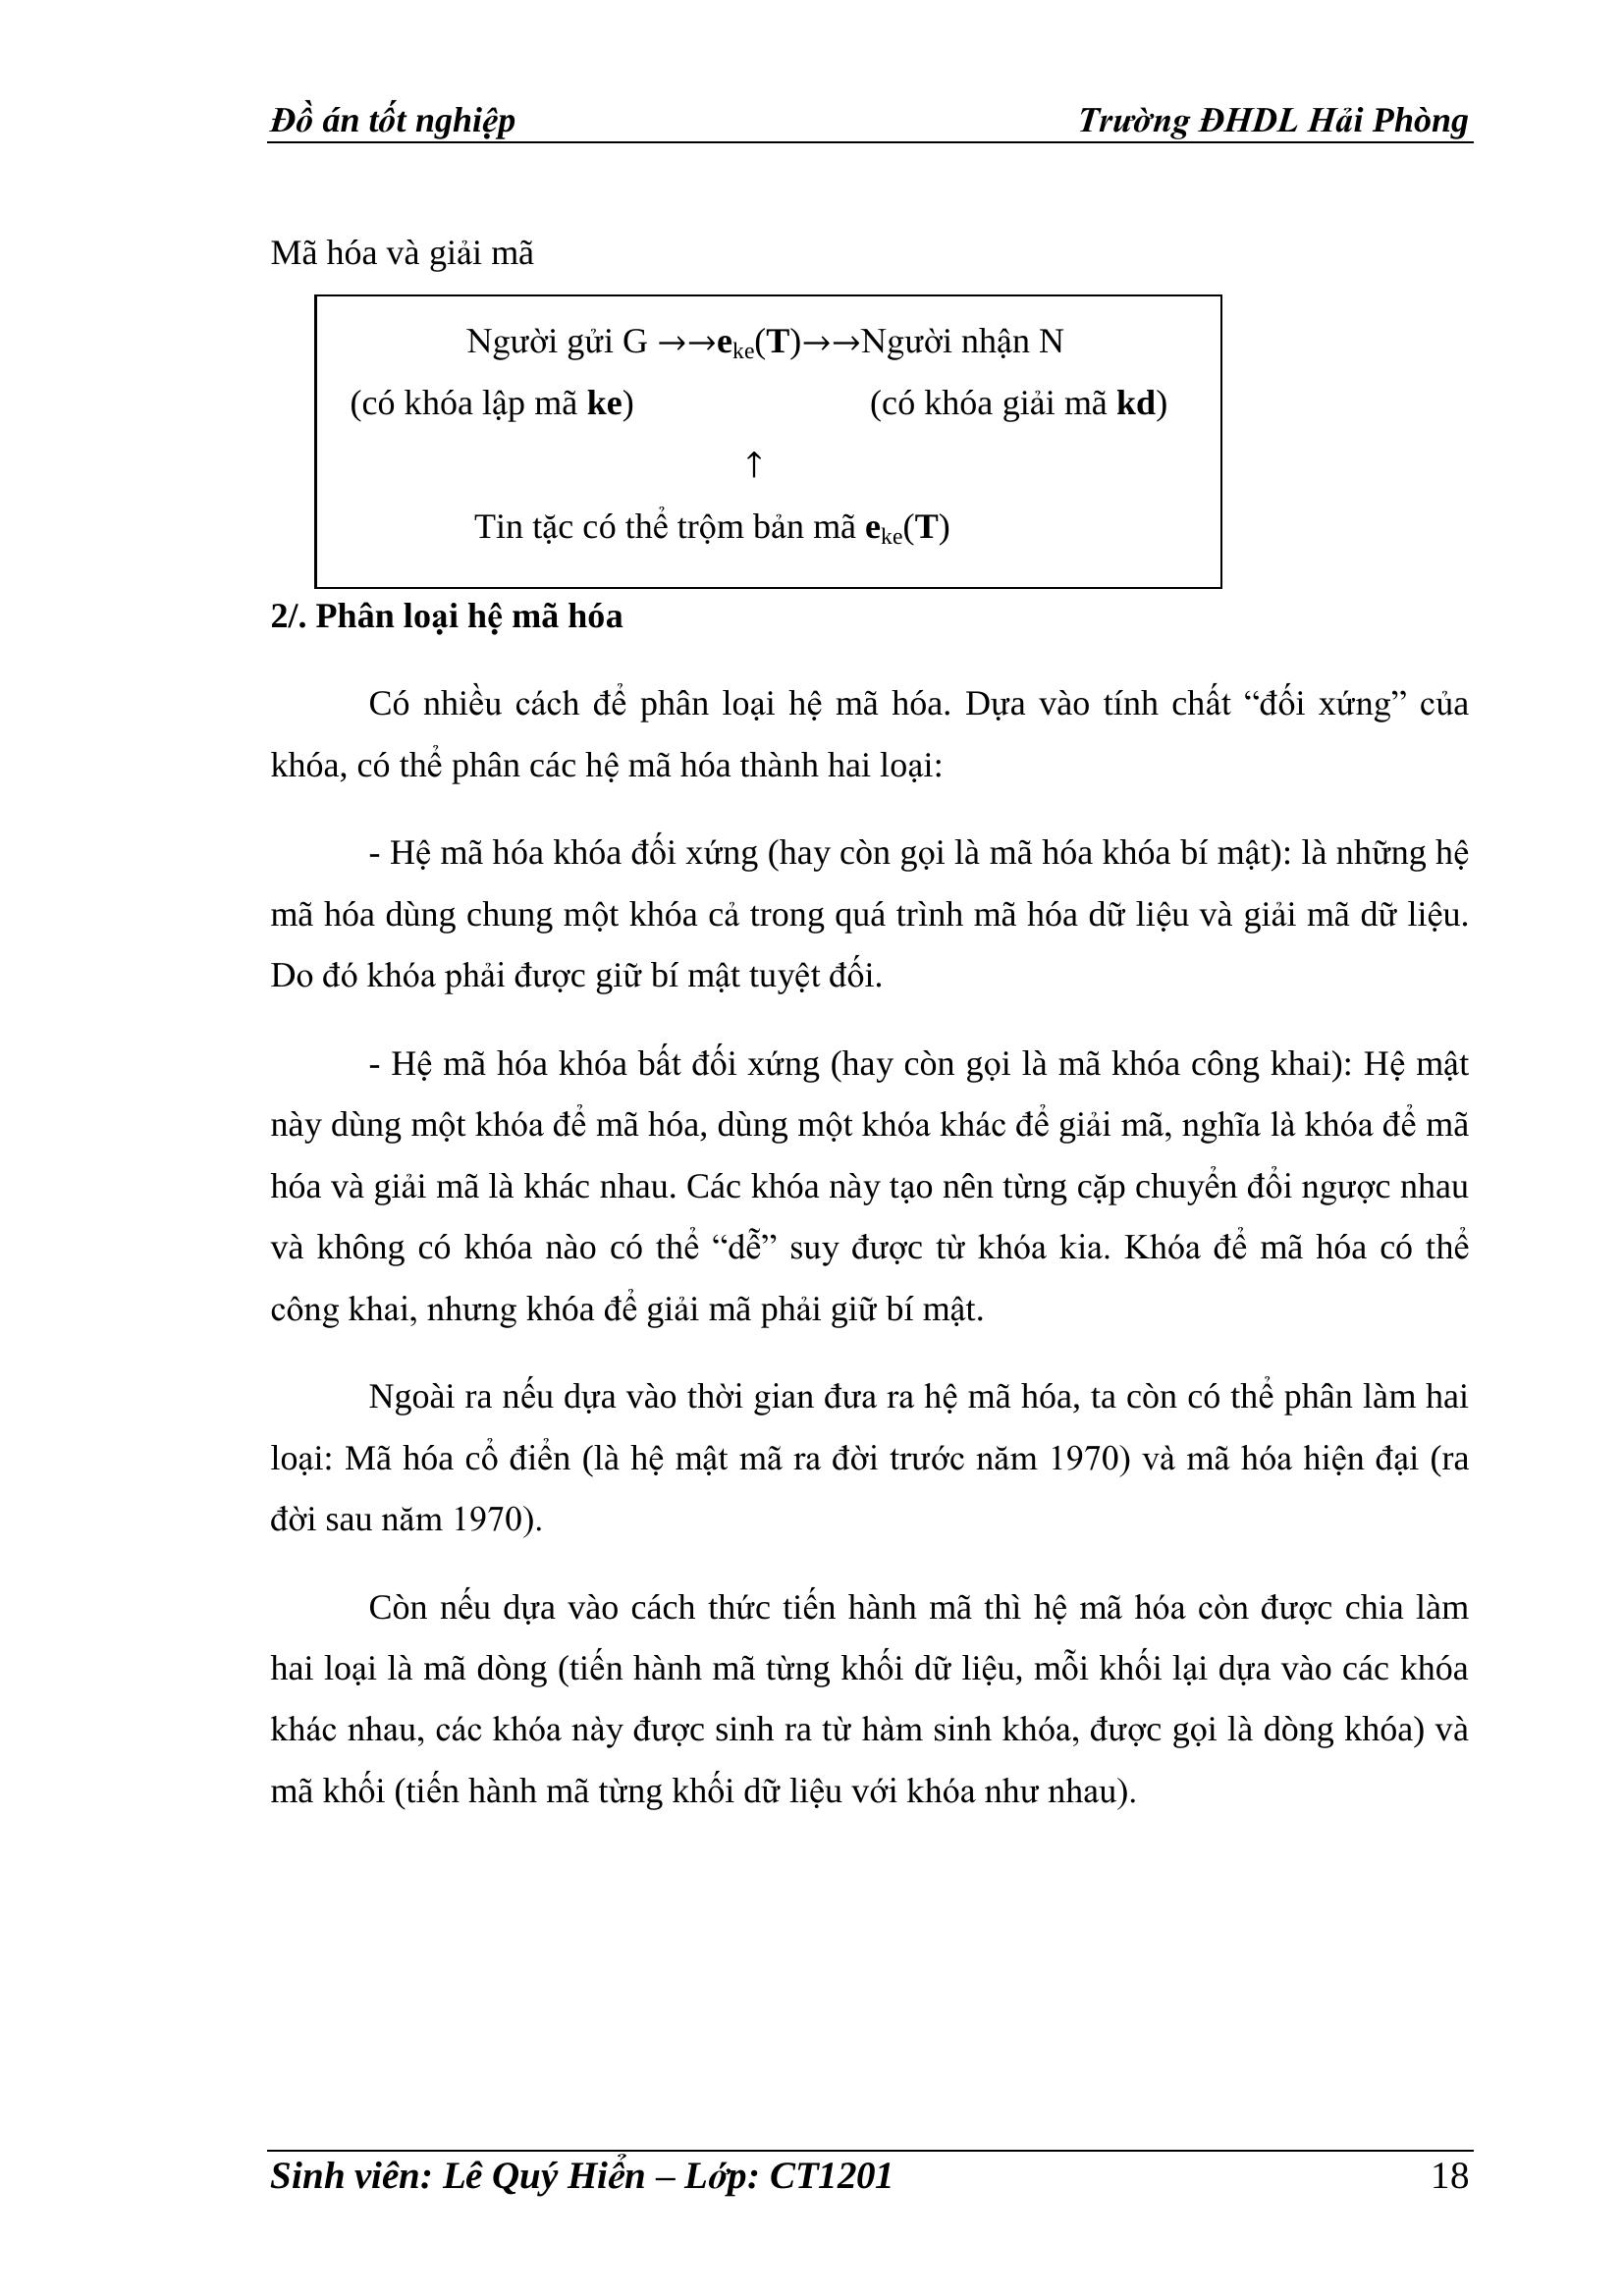 Đồ án tốt nghiệp Trường ĐHDL Hải Phòng
Mã hóa và giải mã
Người gửi G →→eke(T)→→Người nhận N
(có khóa lập mã ke) (có khóa giải mã kd)
↑
Tin tặc có thể trộm bản mã eke(T)
2/. Phân loại hệ mã hóa
Có nhiều cách để phân loại hệ mã hóa. Dựa vào tính chất “đối xứng” của
khóa, có thể phân các hệ mã hóa thành hai loại:
- Hệ mã hóa khóa đối xứng (hay còn gọi là mã hóa khóa bí mật): là những hệ
mã hóa dùng chung một khóa cả trong quá trình mã hóa dữ liệu và giải mã dữ liệu.
Do đó khóa phải được giữ bí mật tuyệt đối.
- Hệ mã hóa khóa bất đối xứng (hay còn gọi là mã khóa công khai): Hệ mật
này dùng một khóa để mã hóa, dùng một khóa khác để giải mã, nghĩa là khóa để mã
hóa và giải mã là khác nhau. Các khóa này tạo nên từng cặp chuyển đổi ngược nhau
và không có khóa nào có thể “dễ” suy được từ khóa kia. Khóa để mã hóa có thể
công khai, nhưng khóa để giải mã phải giữ bí mật.
Ngoài ra nếu dựa vào thời gian đưa ra hệ mã hóa, ta còn có thể phân làm hai
loại: Mã hóa cổ điển (là hệ mật mã ra đời trước năm 1970) và mã hóa hiện đại (ra
đời sau năm 1970).
Còn nếu dựa vào cách thức tiến hành mã thì hệ mã hóa còn được chia làm
hai loại là mã dòng (tiến hành mã từng khối dữ liệu, mỗi khối lại dựa vào các khóa
khác nhau, các khóa này được sinh ra từ hàm sinh khóa, được gọi là dòng khóa) và
mã khối (tiến hành mã từng khối dữ liệu với khóa như nhau).
Sinh viên: Lê Quý Hiển – Lớp: CT1201 18